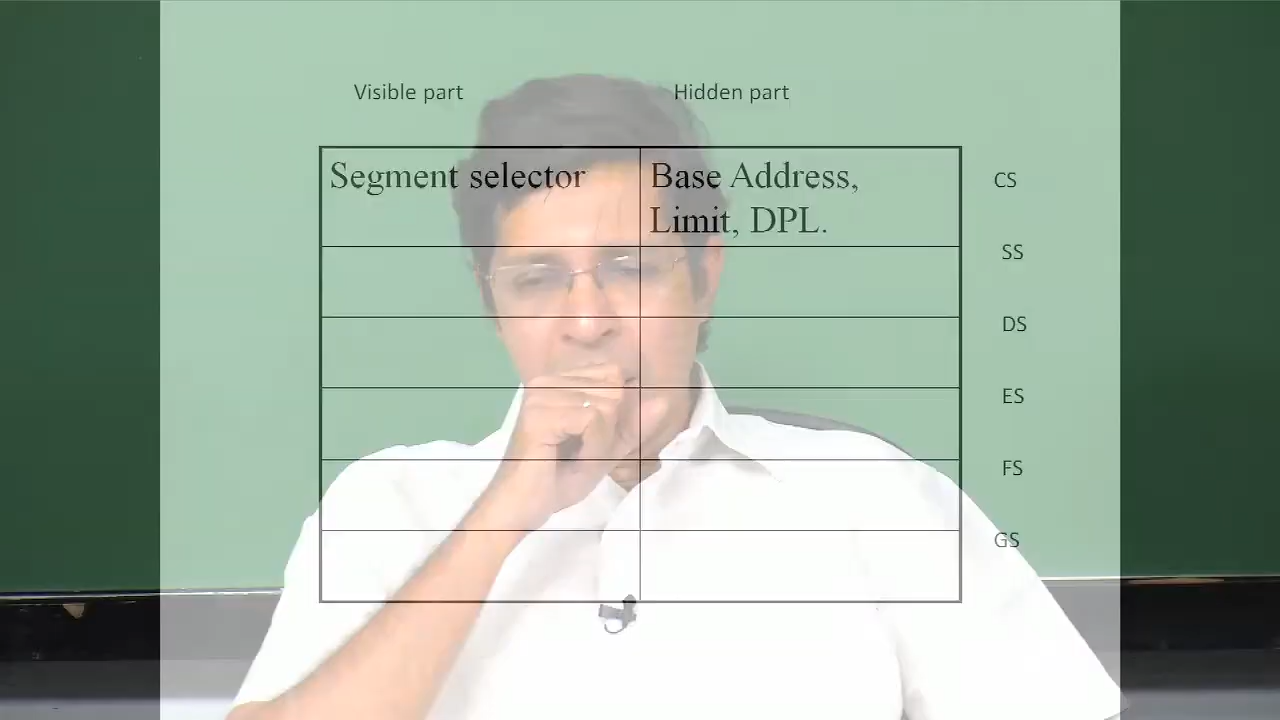 Visible part
Hidden part
Segment selector
Base Address,
Limit, DPL.
CS
SS
DS
ES
FS
GS